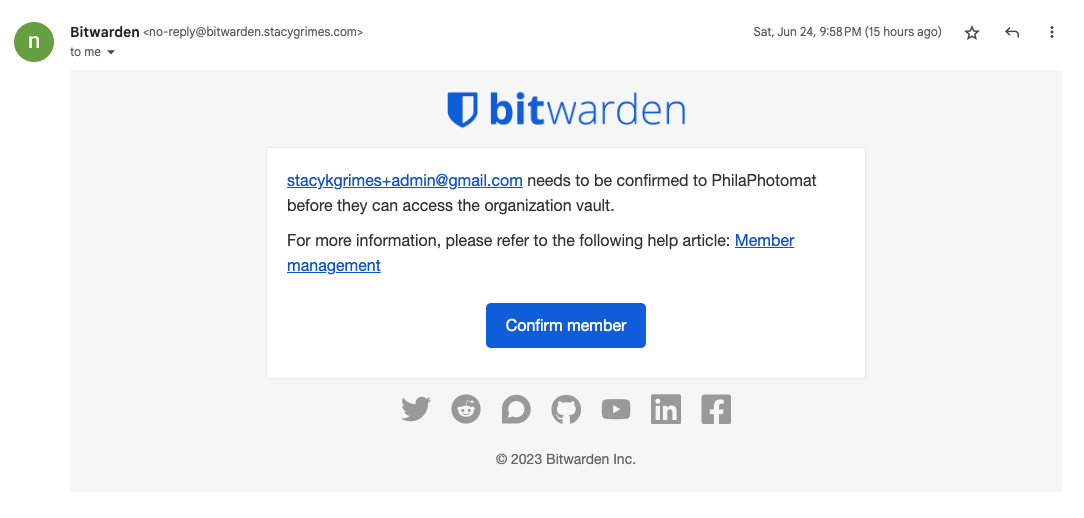 Bitwarden <no-reply@bitwarden.stacygrimes.com>
Sat, Jun 24, 9:58 PM (15 hours ago)
n
to me
bitwarden
stacykgrimes+admin@gmail.com needs to be confirmed to PhilaPhotomat
before they can access the organization vault.
For more information, please refer to the following help article: Member
management
Confirm member
in
© 2023 Bitwarden Inc.